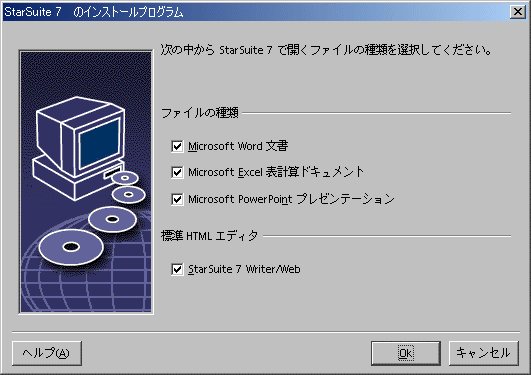 StarSuite 7　のインストールプログラム
次の中から StarSuite 7 で開くファイルの種類を選択してください。
ファイルの種類
Microsoft Word 文書
Microsoft Excel 表計算ドキュメント
Microsoft PowerPoint プレゼンテーション
標準 HTML エディタ
StarSuite 7 Writer/Web
ヘルプ(A)
Ok
キャンセル